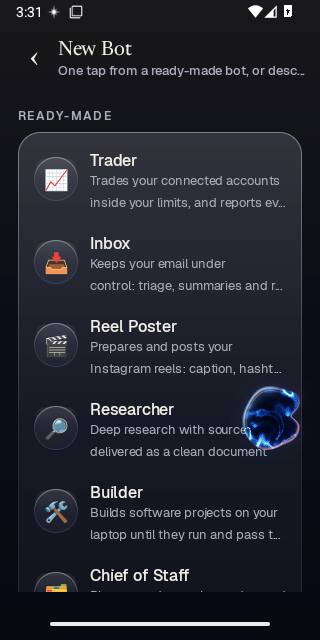 3:31
New Bot
One tap from a ready-made bot, or desc...
READY-MADE
Trader
Trades your connected accounts
inside your limits, and reports ev...
Inbox
Keeps your email under
control: triage, summaries and r...
Reel Poster
Prepares and posts your
Instagram reels: caption, hasht...
Researcher
Deep research with source
delivered as a clean document
Builder
Builds software projects on your
laptop until they run and pass t...
Chief of Staff